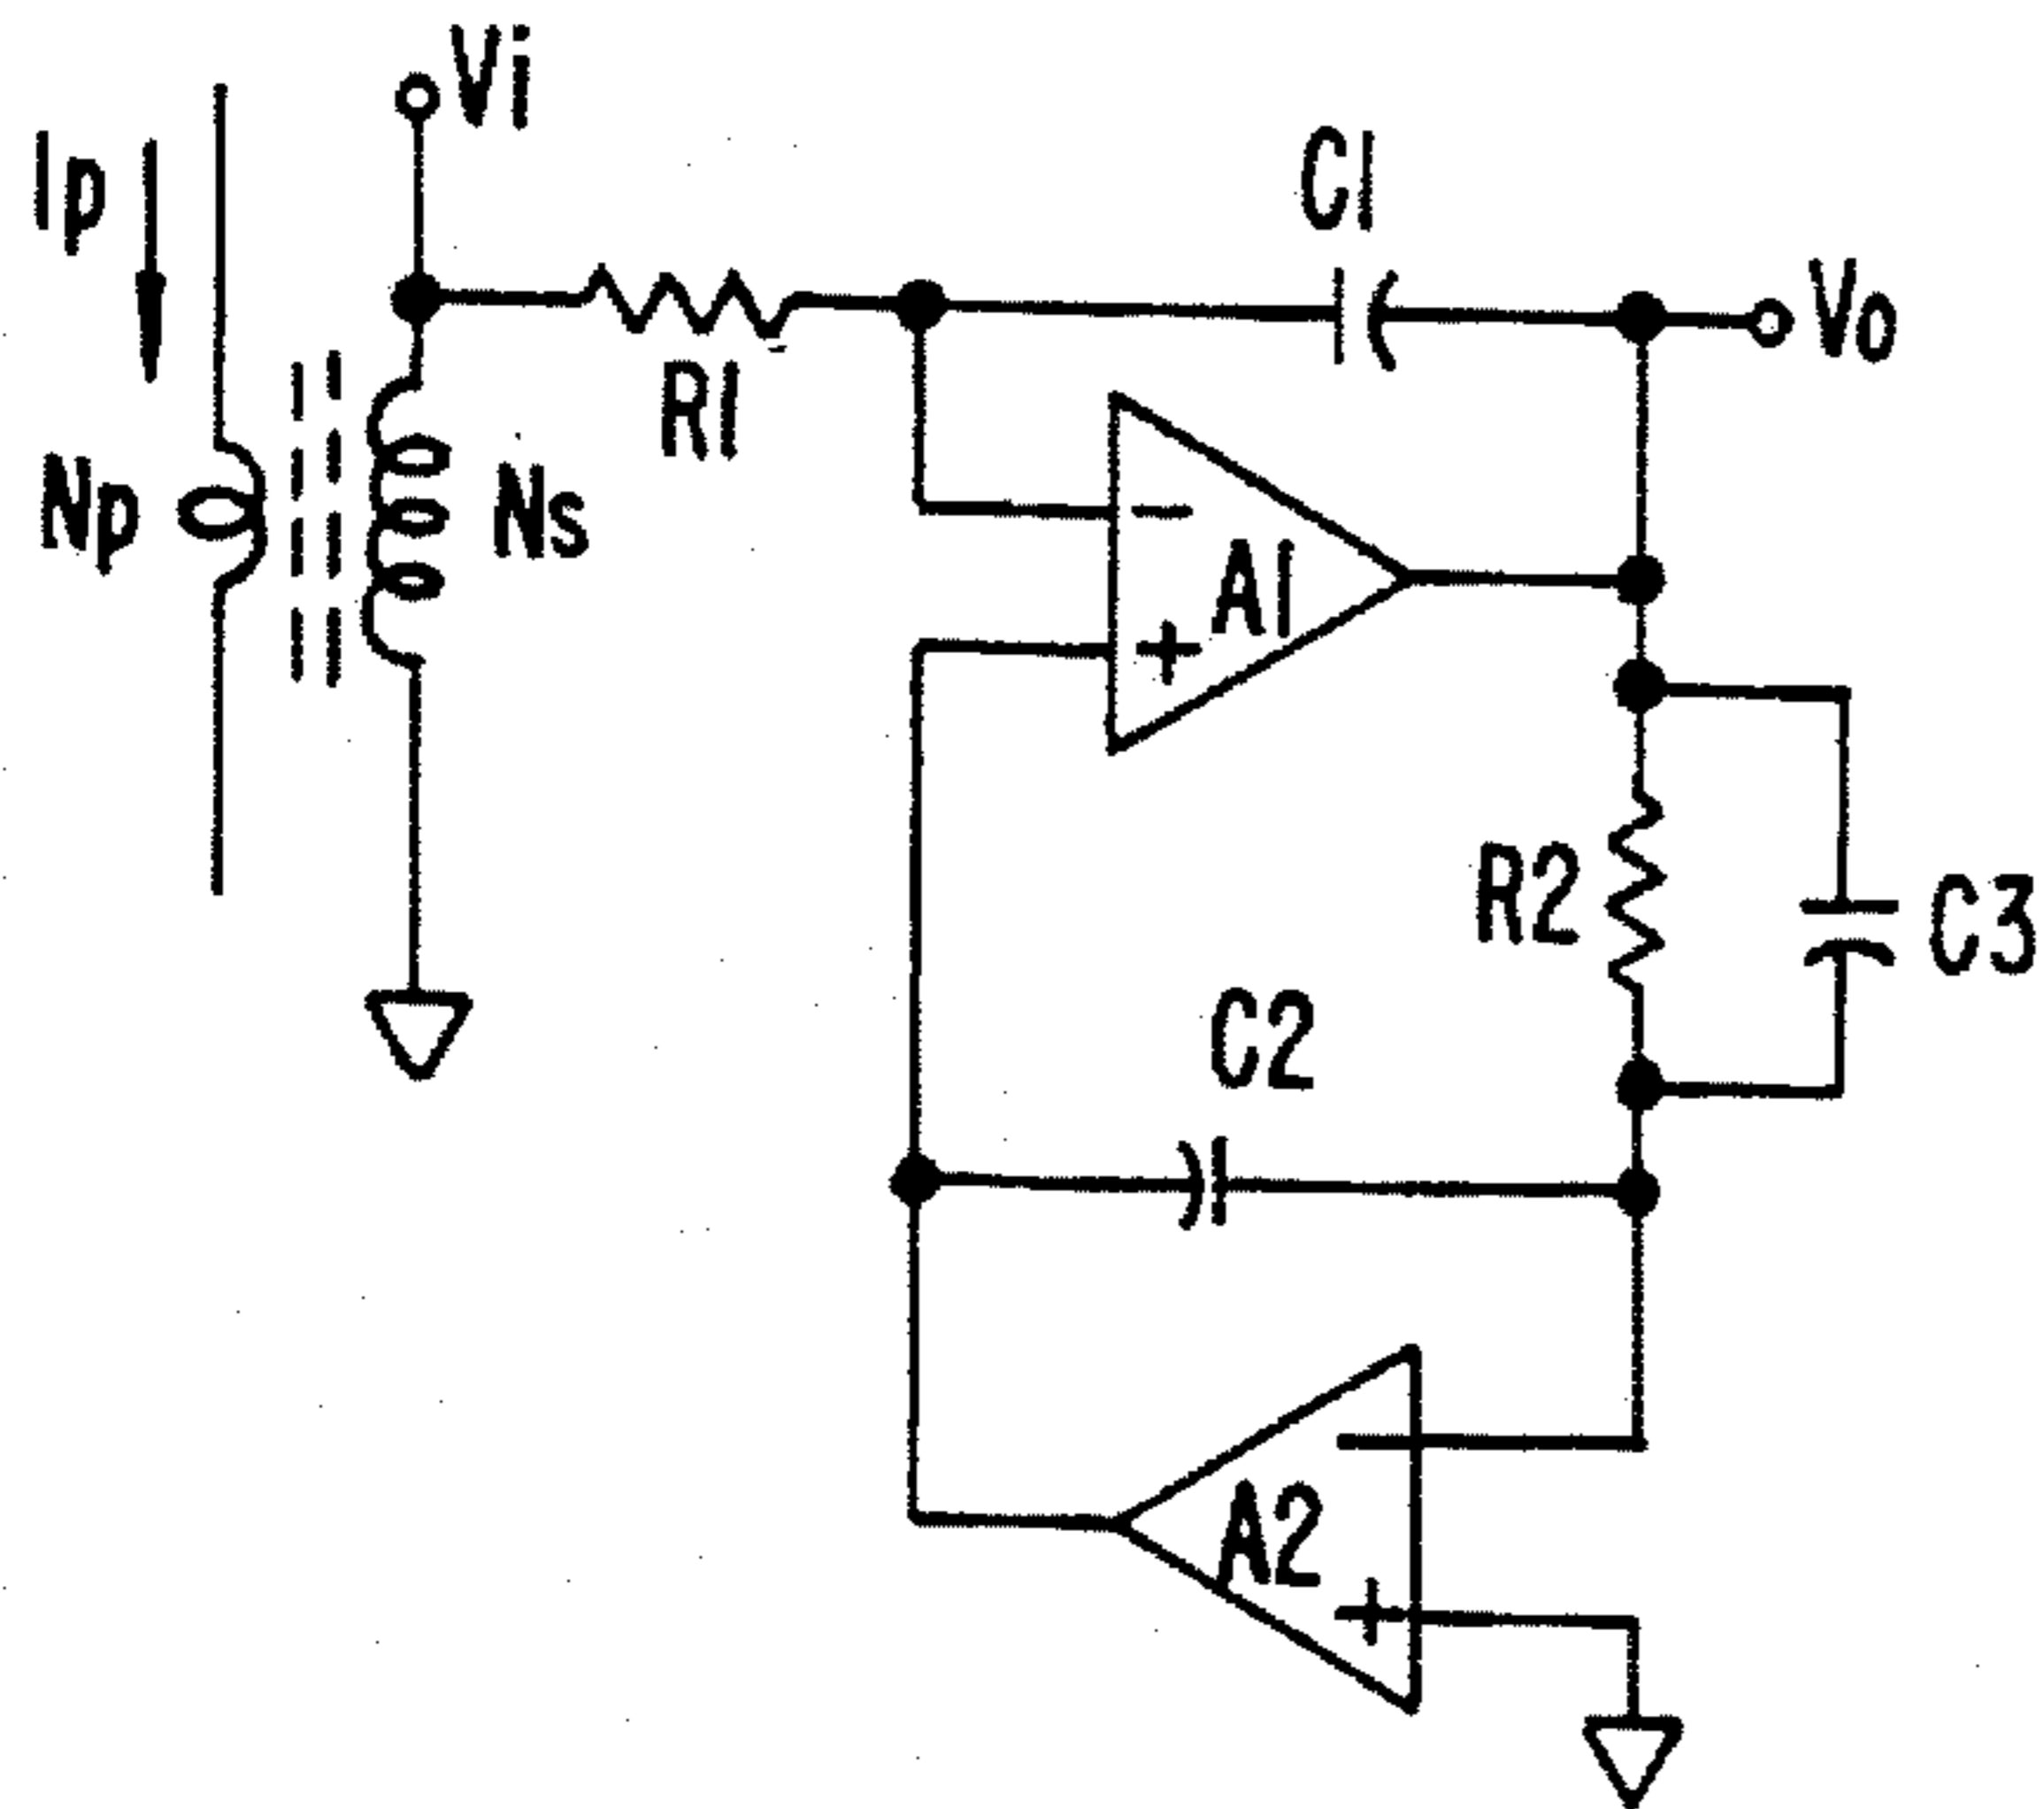 Vi
Ip
C1
Vo
R1
Np
Ns
−
A1
+
R2
C3
C2
−
A2
+